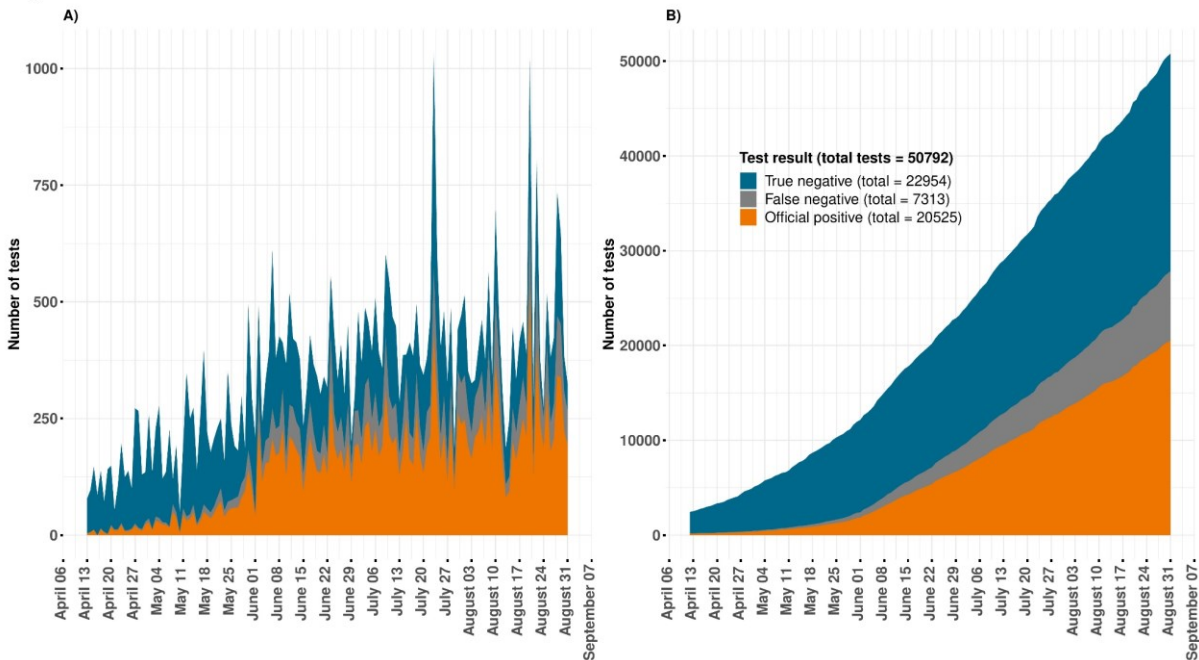 A)
Number of tests
1000
750
500
250
0
April 06
April 13
April 20
April 27
May 04
May 11
May 18
May 25
June 01
June 08
June 15
June 22
June 29
July 06
July 13
July 20
July 27
August 03
August 10
August 17
August 24
August 31
September 07
B)
Number of tests
50000
40000
30000
20000
10000
0
Test result (total tests = 50792)
True negative (total = 22954)
False negative (total = 7313)
Official positive (total = 20525)
April 06
April 13
April 20
April 27
May 04
May 11
May 18
May 25
June 01
June 08
June 15
June 22
June 29
July 06
July 13
July 20
July 27
August 03
August 10
August 17
August 24
August 31
September 07